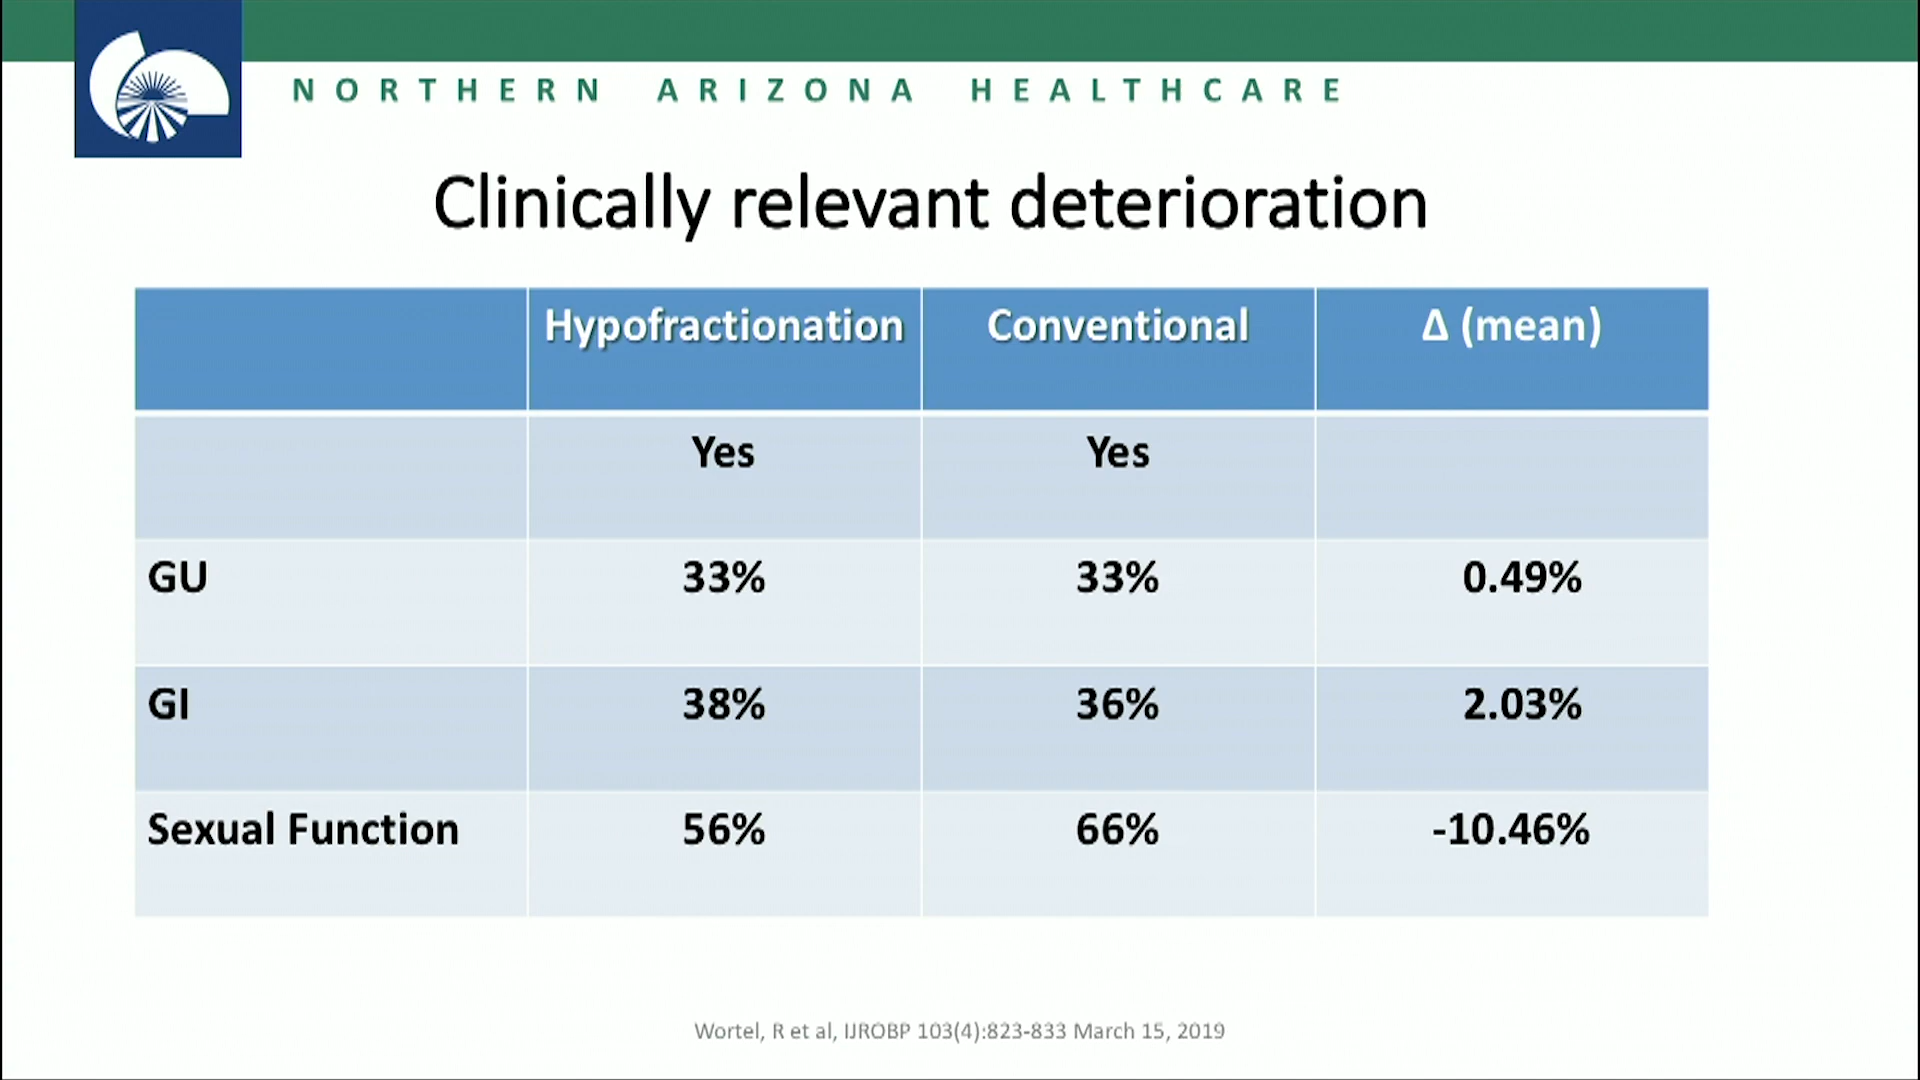 NORTHERN ARIZONA HEALTHCARE
Clinically relevant deterioration
Hypofractionation Conventional Δ (mean)
Yes Yes
GU 33% 33% 0.49%
GI 38% 36% 2.03%
Sexual Function 56% 66% -10.46%
Wortel, R et al, IJROBP 103(4):823-833 March 15, 2019